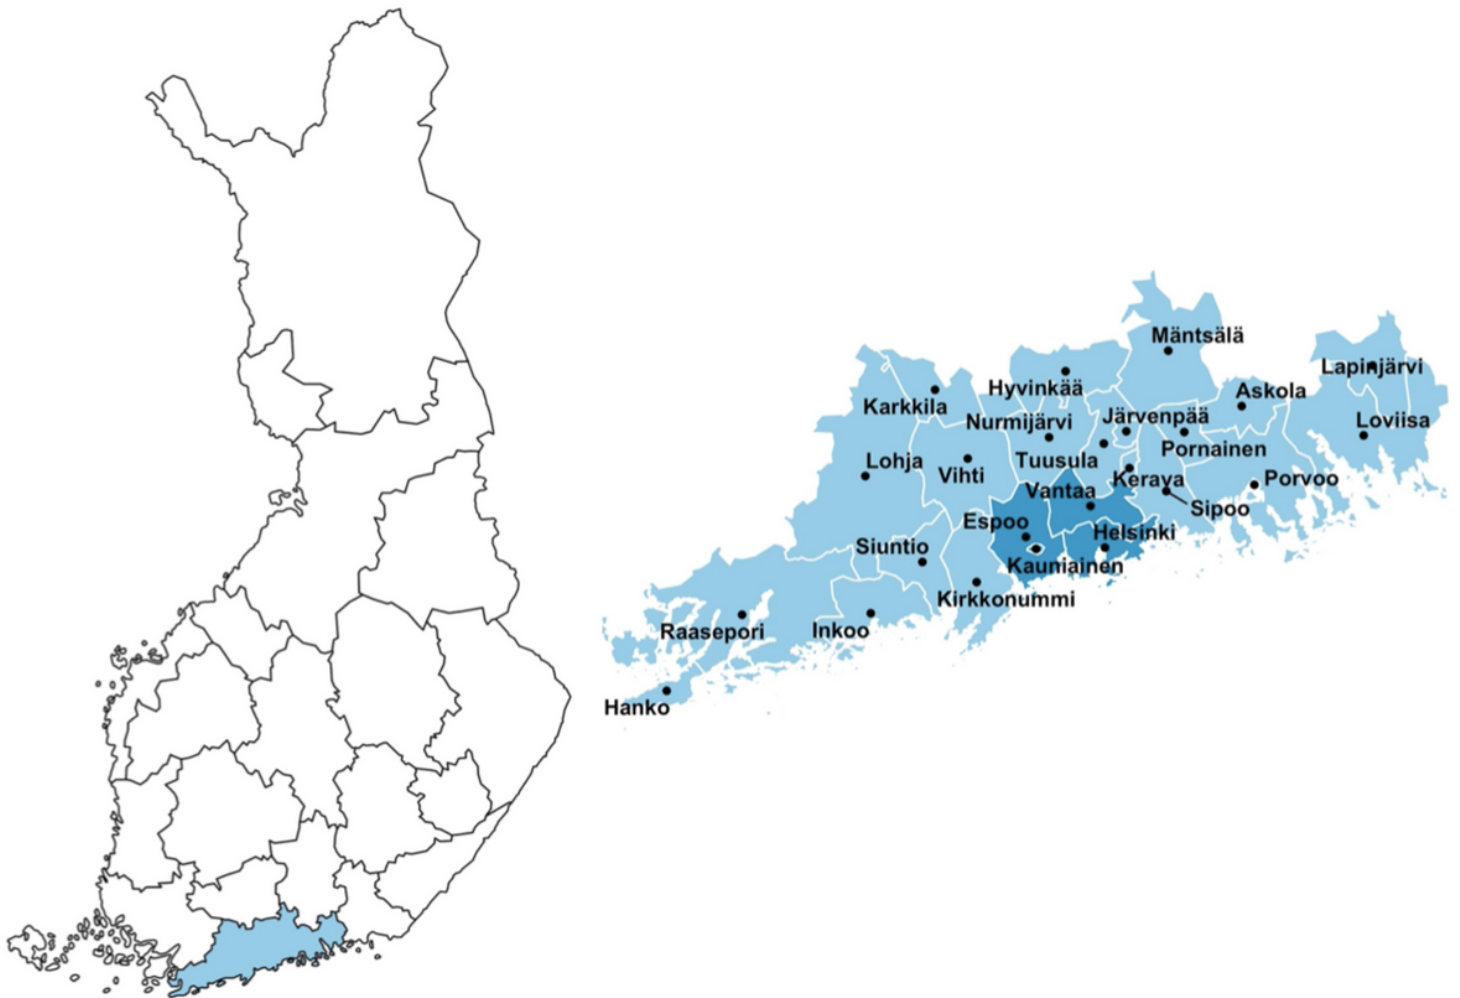 Mäntsälä
Lapinjärvi
Hyvinkää
Askola
Karkkila
Järvenpää
Nurmijärvi
Loviisa
Pornainen
Lohja
Tuusula
Vihti
Kerava
Porvoo
Vantaa
Sipoo
Espoo
Helsinki
Siuntio
Kauniainen
Kirkkonummi
Raasepori
Inkoo
Hanko